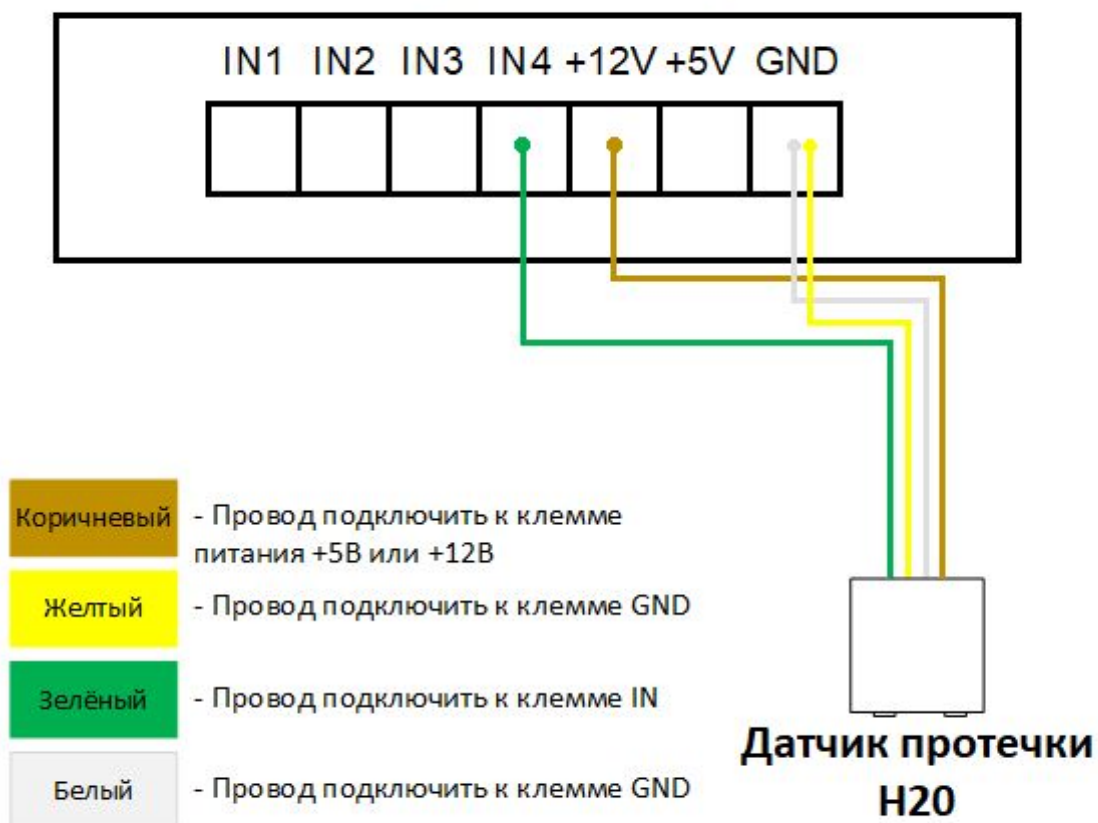 IN1 IN2 IN3 IN4 +12V +5V GND
Коричневый - Провод подключить к клемме
питания +5В или +12В
Желтый - Провод подключить к клемме GND
Зелёный - Провод подключить к клемме IN
Белый - Провод подключить к клемме GND
Датчик протечки
H20